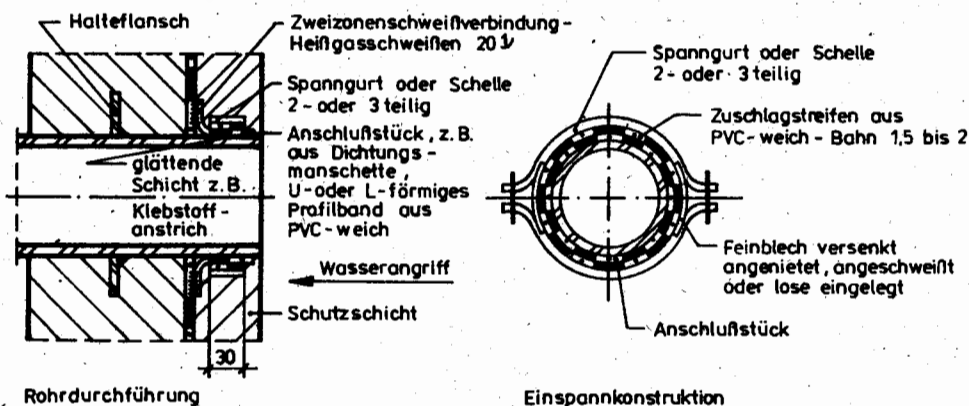 Halteflansch
Zweizonenschweißverbindung-
Heißgasschweißen 20
Spanngurt oder Schelle
2- oder 3teilig
Anschlußstück, z.B.
aus Dichtungs-
manschette,
U-oder L-förmiges
Profilband aus
PVC-weich
glättende
Schicht z.B.
Klebstoff-
anstrich
Wasserangriff
Schutzschicht
30
Rohrdurchführung
Spanngurt oder Schelle
2- oder 3teilig
Zuschlagstreifen aus
PVC-weich-Bahn 1,5 bis 2
Feinblech versenkt
angenietet, angeschweißt
oder lose eingelegt
Anschlußstück
Einspannkonstruktion